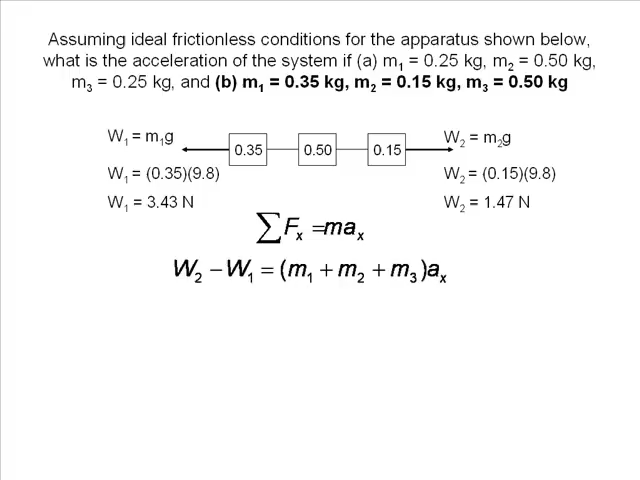 Assuming ideal frictionless conditions for the apparatus shown below,
what is the acceleration of the system if (a) m₁ = 0.25 kg, m₂ = 0.50 kg,
m₃ = 0.25 kg, and (b) m₁ = 0.35 kg, m₂ = 0.15 kg, m₃ = 0.50 kg
W₁ = m₁g
0.35
0.50
0.15
W₂ = m₂g
W₁ = (0.35)(9.8)
W₂ = (0.15)(9.8)
W₁ = 3.43 N
W₂ = 1.47 N
∑Fₓ =maₓ
W₂ – W₁ = (m₁ + m₂ + m₃)aₓ